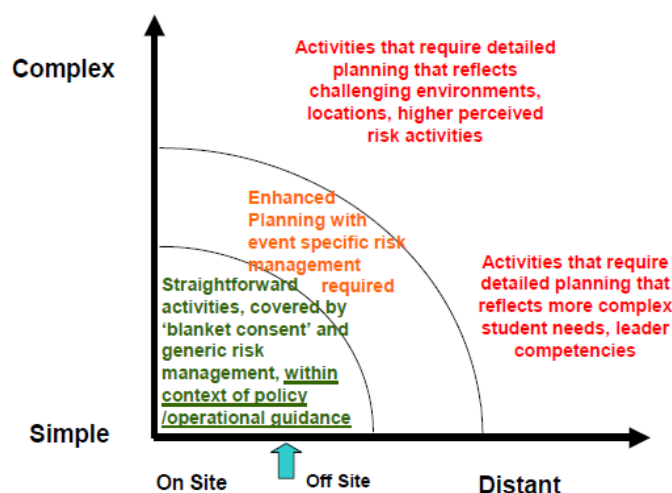 Complex
Activities that require detailed
planning that reflects
challenging environments,
locations, higher perceived
risk activities
Enhanced
Planning with
event specific risk
management
required
Straightforward
activities, covered by
‘blanket consent’ and
generic risk
management, within
context of policy
/operational guidance
Activities that require
detailed planning that
reflects more complex
student needs, leader
competencies
Simple
On Site
Off Site
Distant